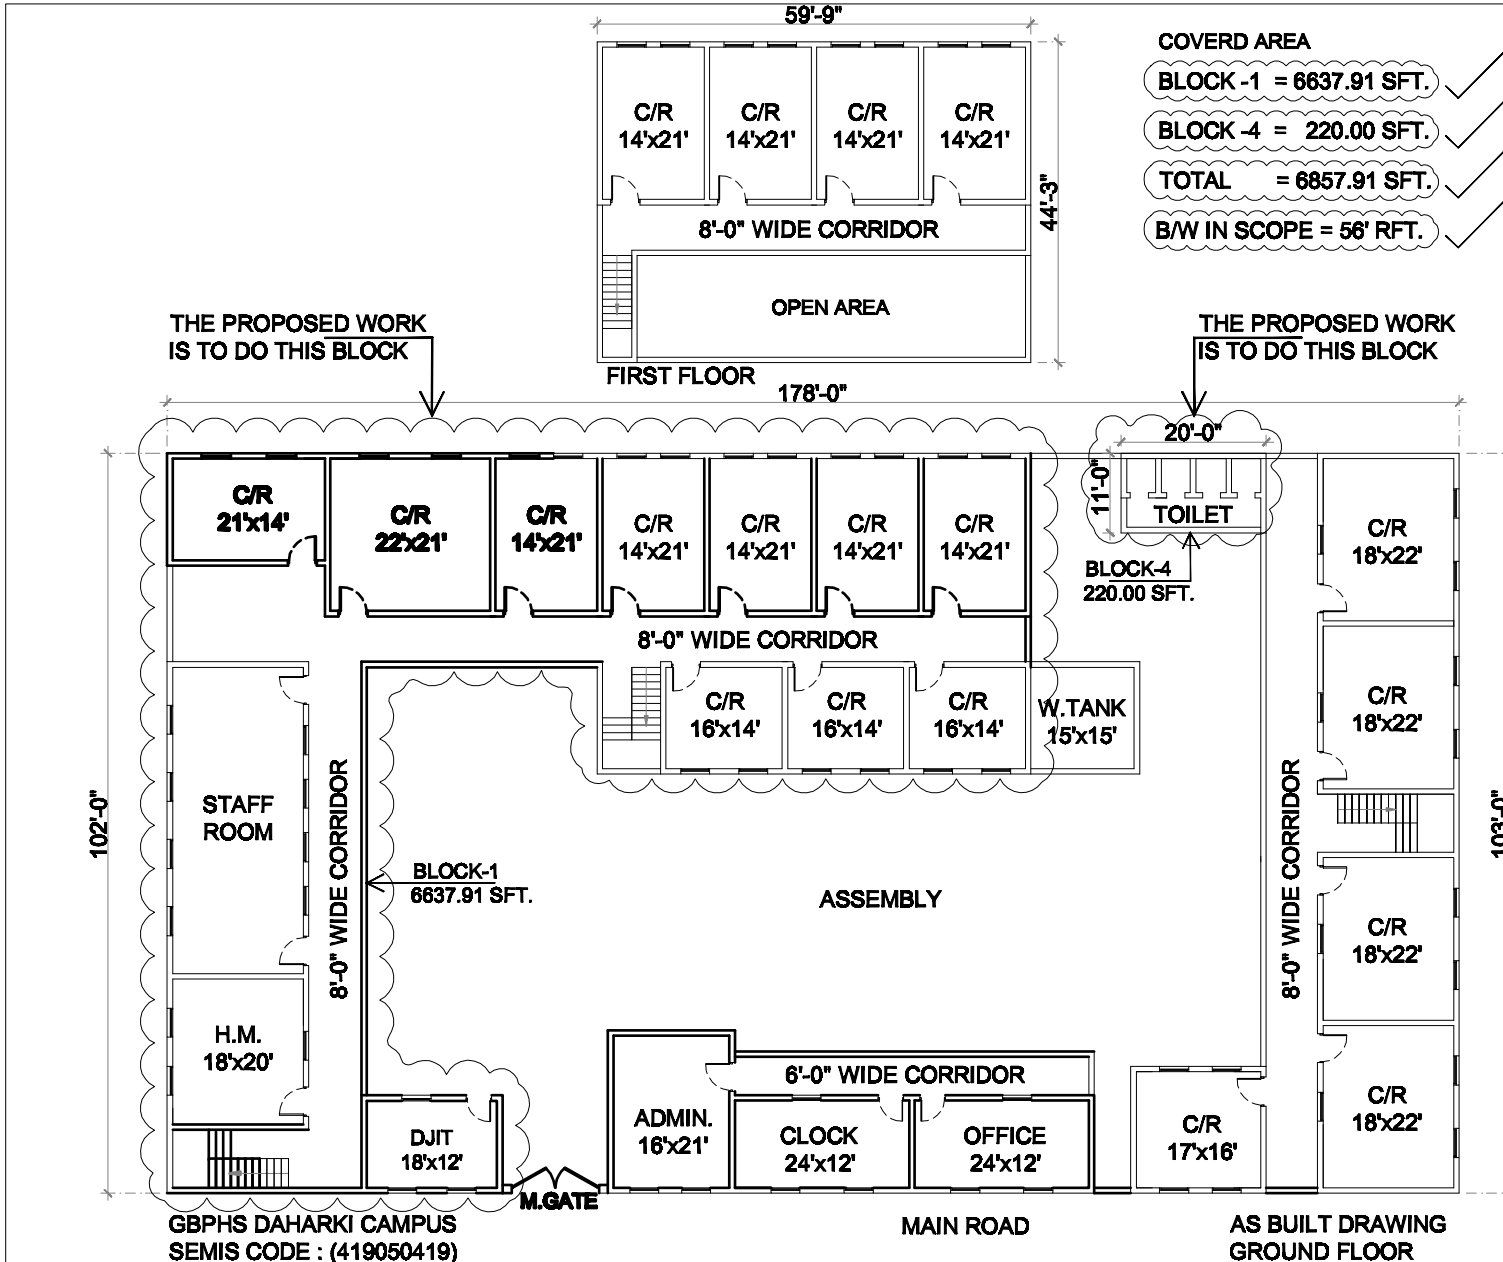 59'-9"
COVERD AREA
BLOCK -1 = 6637.91 SFT.
BLOCK -4 = 220.00 SFT.
TOTAL = 6857.91 SFT.
B/W IN SCOPE = 56' RFT.
C/R
14'x21'
C/R
14'x21'
C/R
14'x21'
C/R
14'x21'
44'-3"
8'-0" WIDE CORRIDOR
OPEN AREA
FIRST FLOOR
THE PROPOSED WORK
IS TO DO THIS BLOCK
THE PROPOSED WORK
IS TO DO THIS BLOCK
178'-0"
20'-0"
11'-0"
TOILET
BLOCK-4
220.00 SFT.
C/R
21'x14'
C/R
22'x21'
C/R
14'x21'
C/R
14'x21'
C/R
14'x21'
C/R
14'x21'
C/R
14'x21'
C/R
18'x22'
8'-0" WIDE CORRIDOR
C/R
16'x14'
C/R
16'x14'
C/R
16'x14'
W.TANK
15'x15'
C/R
18'x22'
102'-0"
STAFF
ROOM
8'-0" WIDE CORRIDOR
BLOCK-1
6637.91 SFT.
ASSEMBLY
8'-0" WIDE CORRIDOR
103'-0"
C/R
18'x22'
H.M.
18'x20'
6'-0" WIDE CORRIDOR
DJIT
18'x12'
ADMIN.
16'x21'
CLOCK
24'x12'
OFFICE
24'x12'
C/R
17'x16'
C/R
18'x22'
M.GATE
GBPHS DAHARKI CAMPUS
SEMIS CODE : (419050419)
MAIN ROAD
AS BUILT DRAWING
GROUND FLOOR